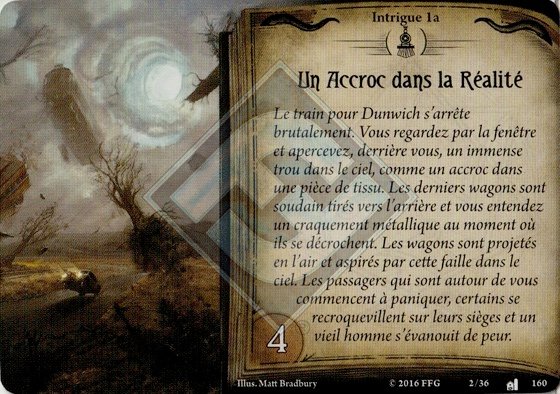 Intrigue 1a
Un Accroc dans la Réalité
Le train pour Dunwich s'arrête
brutalement. Vous regardez par la fenêtre
et apercevez, derrière vous, un immense
trou dans le ciel, comme un accroc dans
une pièce de tissu. Les derniers wagons sont
soudain tirés vers l'arrière et vous entendez
un craquement métallique au moment où
ils se décrochent. Les wagons sont projetés
en l'air et aspirés par cette faille dans le
ciel. Les passagers qui sont autour de vous
commencent à paniquer, certains se
recroquevillent sur leurs sièges et un
vieil homme s'évanouit de peur.
4
Illus. Matt Bradbury
© 2016 FFG
2/36
160